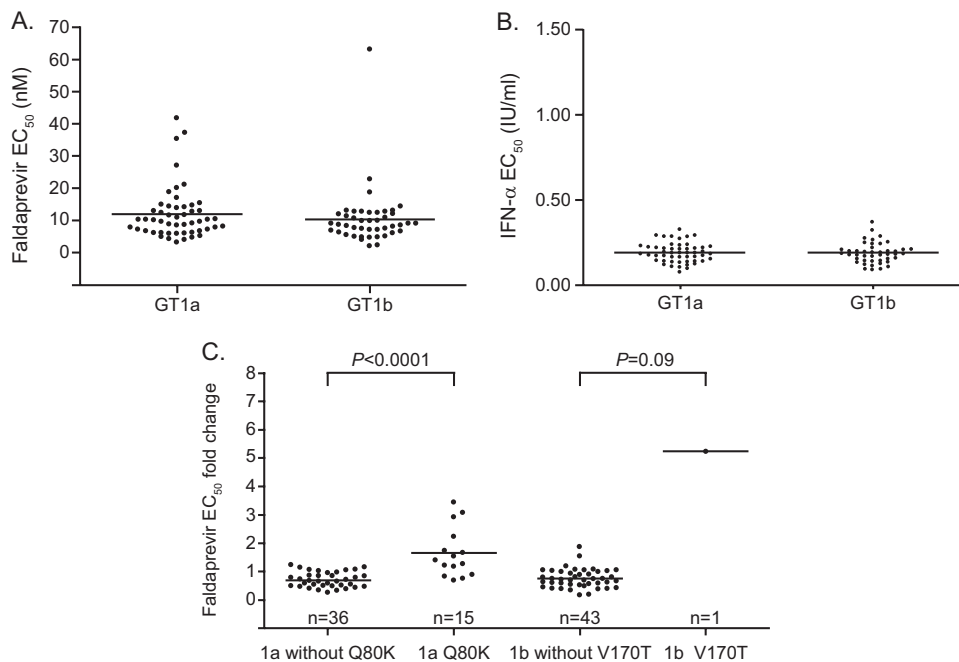 A.
Faldaprevir EC50 (nM)
70
60
50
40
30
20
10
0
GT1a
GT1b
B.
IFN-α EC50 (IU/ml)
1.50
1.00
0.50
0.00
GT1a
GT1b
C.
Faldaprevir EC50 fold change
8
7
6
5
4
3
2
1
0
P<0.0001
P=0.09
n=36
n=15
n=43
n=1
1a without Q80K
1a Q80K
1b without V170T
1b V170T